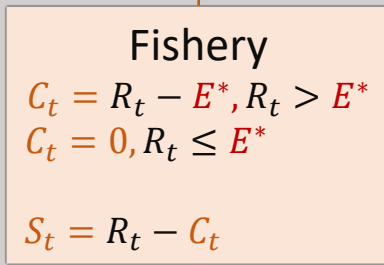 Fishery
C_t = R_t − E*, R_t > E*
C_t = 0, R_t ≤ E*
S_t = R_t − C_t